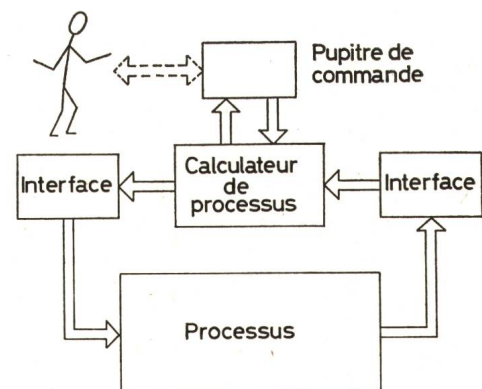 Pupitre de
commande
Interface
Calculateur
de
processus
Interface
Processus